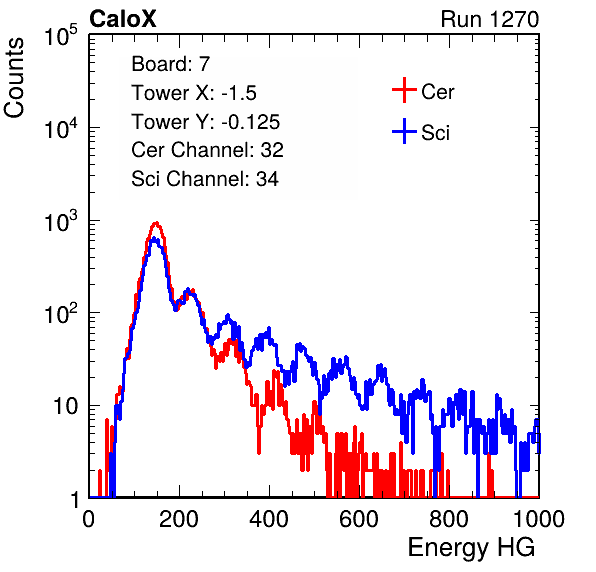 CaloX Run 1270
Counts
Board: 7
Tower X: -1.5
Tower Y: -0.125
Cer Channel: 32
Sci Channel: 34
Cer
Sci
10^5
10^4
10^3
10^2
10
1
0 200 400 600 800 1000
Energy HG